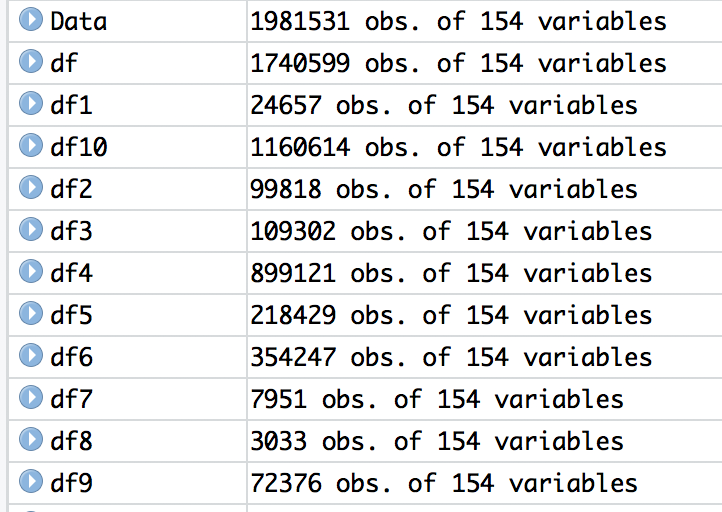 Data 1981531 obs. of 154 variables
df 1740599 obs. of 154 variables
df1 24657 obs. of 154 variables
df10 1160614 obs. of 154 variables
df2 99818 obs. of 154 variables
df3 109302 obs. of 154 variables
df4 899121 obs. of 154 variables
df5 218429 obs. of 154 variables
df6 354247 obs. of 154 variables
df7 7951 obs. of 154 variables
df8 3033 obs. of 154 variables
df9 72376 obs. of 154 variables